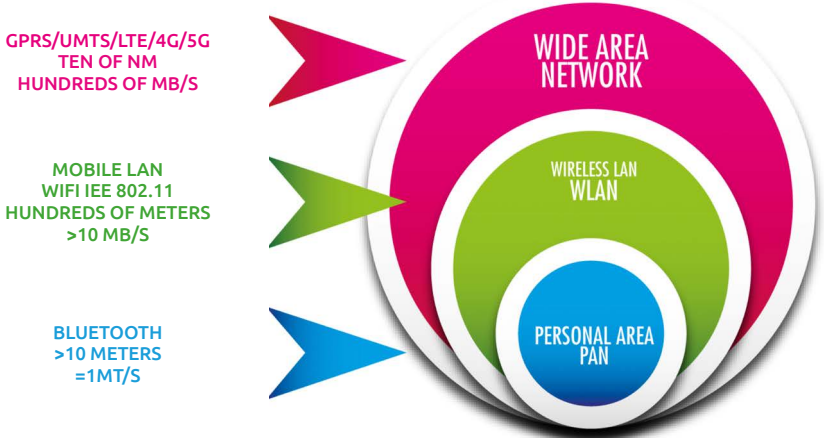 GPRS/UMTS/LTE/4G/5G
TEN OF NM
HUNDREDS OF MB/S
WIDE AREA
NETWORK
MOBILE LAN
WIFI IEE 802.11
HUNDREDS OF METERS
>10 MB/S
WIRELESS LAN
WLAN
BLUETOOTH
>10 METERS
=1MT/S
PERSONAL AREA
PAN